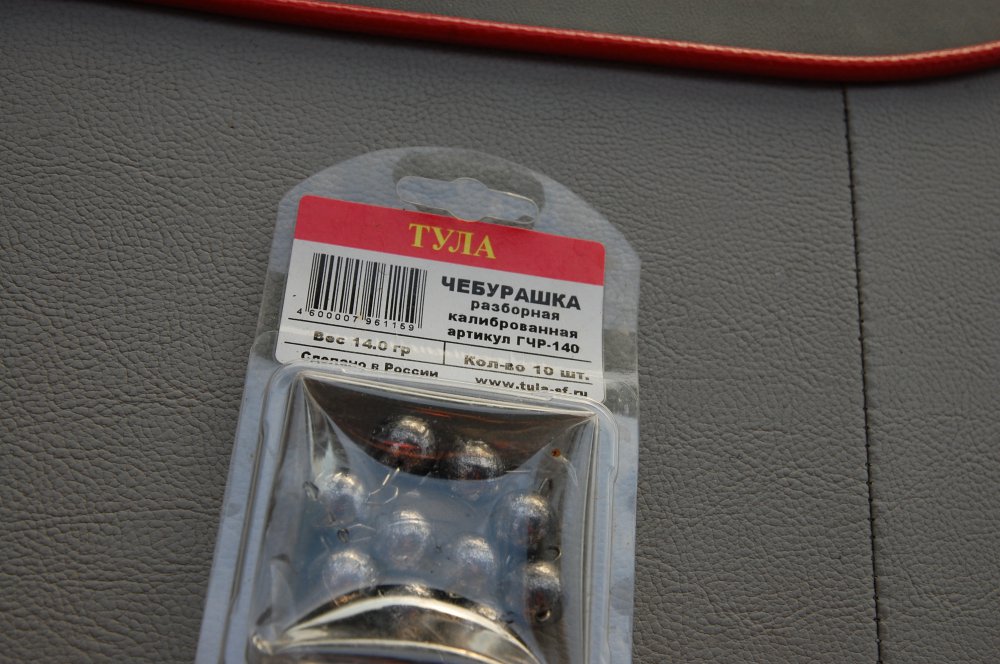 ТУЛА
ЧЕБУРАШКА
разборная
калиброванная
артикул ГЧР-140
4 600007 961159
Вес 14.0 гр
Кол-во 10 шт.
Сделано в России
www.tula-sf.ru